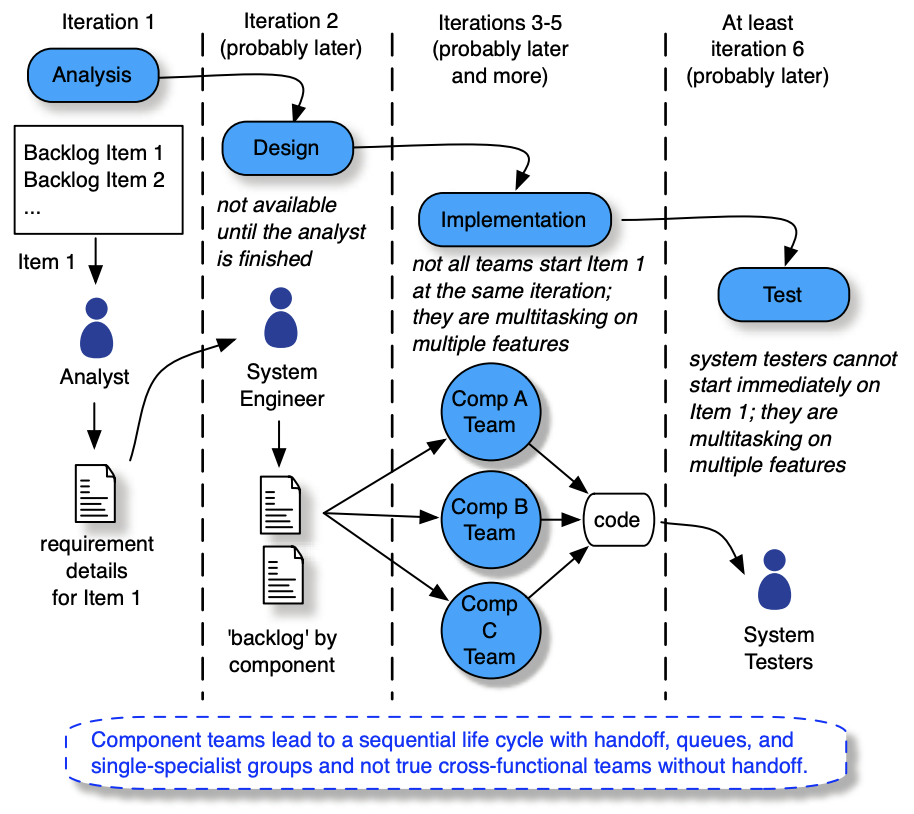 Iteration 1
Analysis
Backlog Item 1
Backlog Item 2
...
Item 1
Analyst
requirement
details
for Item 1
Iteration 2
(probably later)
Design
not available
until the analyst
is finished
System
Engineer
'backlog' by
component
Iterations 3-5
(probably later
and more)
Implementation
not all teams start Item 1
at the same iteration;
they are multitasking on
multiple features
Comp A
Team
Comp B
Team
Comp
C
Team
code
At least
iteration 6
(probably later)
Test
system testers cannot
start immediately on
Item 1; they are
multitasking on
multiple features
System
Testers
Component teams lead to a sequential life cycle with handoff, queues, and
single-specialist groups and not true cross-functional teams without handoff.